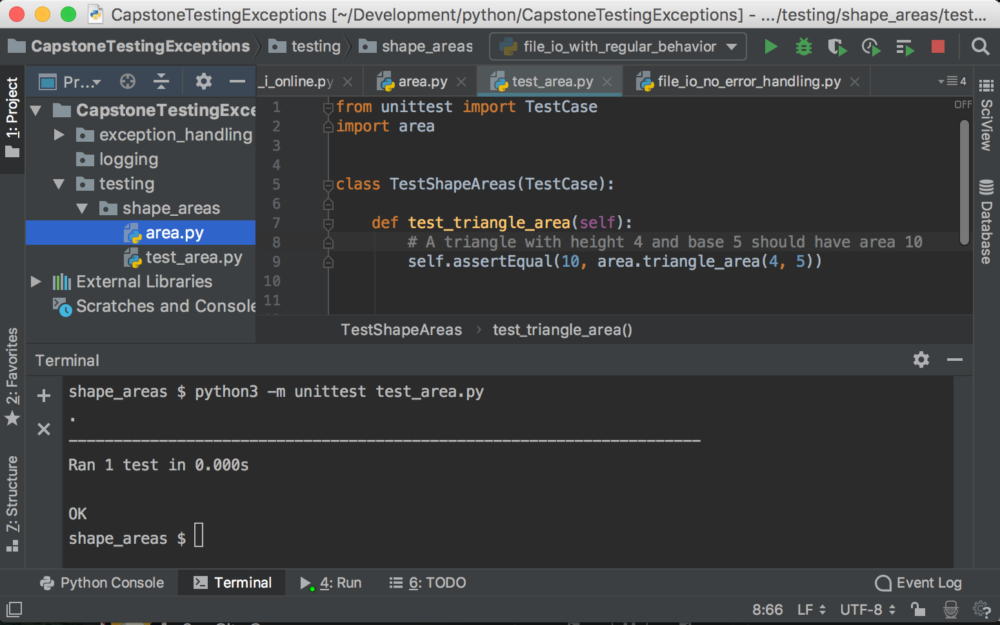 CapstoneTestingExceptions [~/Development/python/CapstoneTestingExceptions] - .../testing/shape_areas/test...
CapstoneTestingExceptions testing shape_areas file_io_with_regular_behavior
1: Project
Pr...
_i_online.py area.py test_area.py file_io_no_error_handling.py 4
CapstoneTestingExce
exception_handling
logging
testing
shape_areas
area.py
test_area.py
External Libraries
Scratches and Console
1 from unittest import TestCase
2 import area
3
4
5 class TestShapeAreas(TestCase):
6
7 def test_triangle_area(self):
8 # A triangle with height 4 and base 5 should have area 10
9 self.assertEqual(10, area.triangle_area(4, 5))
10
11
OFF
SciView
Database
TestShapeAreas › test_triangle_area()
2: Favorites
7: Structure
Terminal
shape_areas $ python3 -m unittest test_area.py
.
----------------------------------------------------------------------
Ran 1 test in 0.000s
OK
shape_areas $
Python Console Terminal 4: Run 6: TODO Event Log
8:66 LF UTF-8